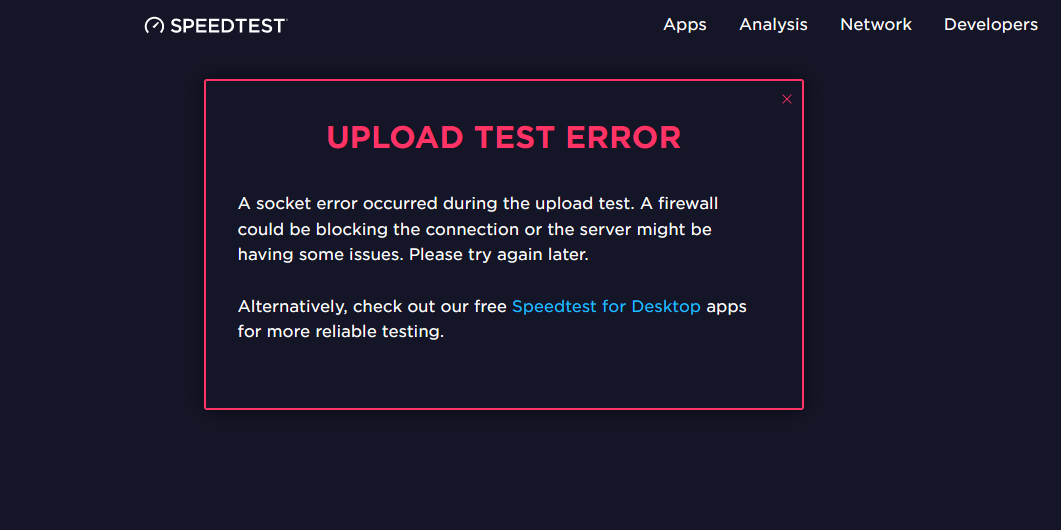 SPEEDTEST
Apps Analysis Network Developers
UPLOAD TEST ERROR
A socket error occurred during the upload test. A firewall
could be blocking the connection or the server might be
having some issues. Please try again later.
Alternatively, check out our free Speedtest for Desktop apps
for more reliable testing.